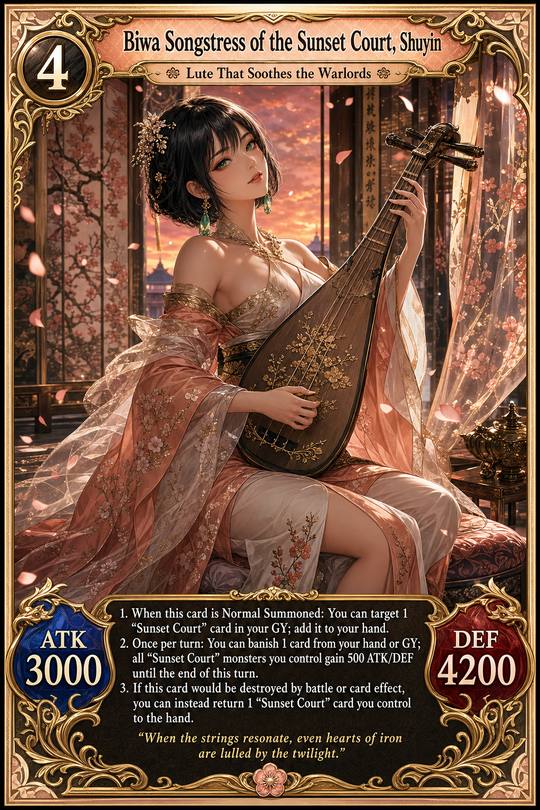 4
Biwa Songstress of the Sunset Court, Shuyin
Lute That Soothes the Warlords
1. When this card is Normal Summoned: You can target 1
“Sunset Court” card in your GY; add it to your hand.
2. Once per turn: You can banish 1 card from your hand or GY;
all “Sunset Court” monsters you control gain 500 ATK/DEF
until the end of this turn.
3. If this card would be destroyed by battle or card effect,
you can instead return 1 “Sunset Court” card you control
to the hand.
“When the strings resonate, even hearts of iron
are lulled by the twilight.”
ATK
3000
DEF
4200